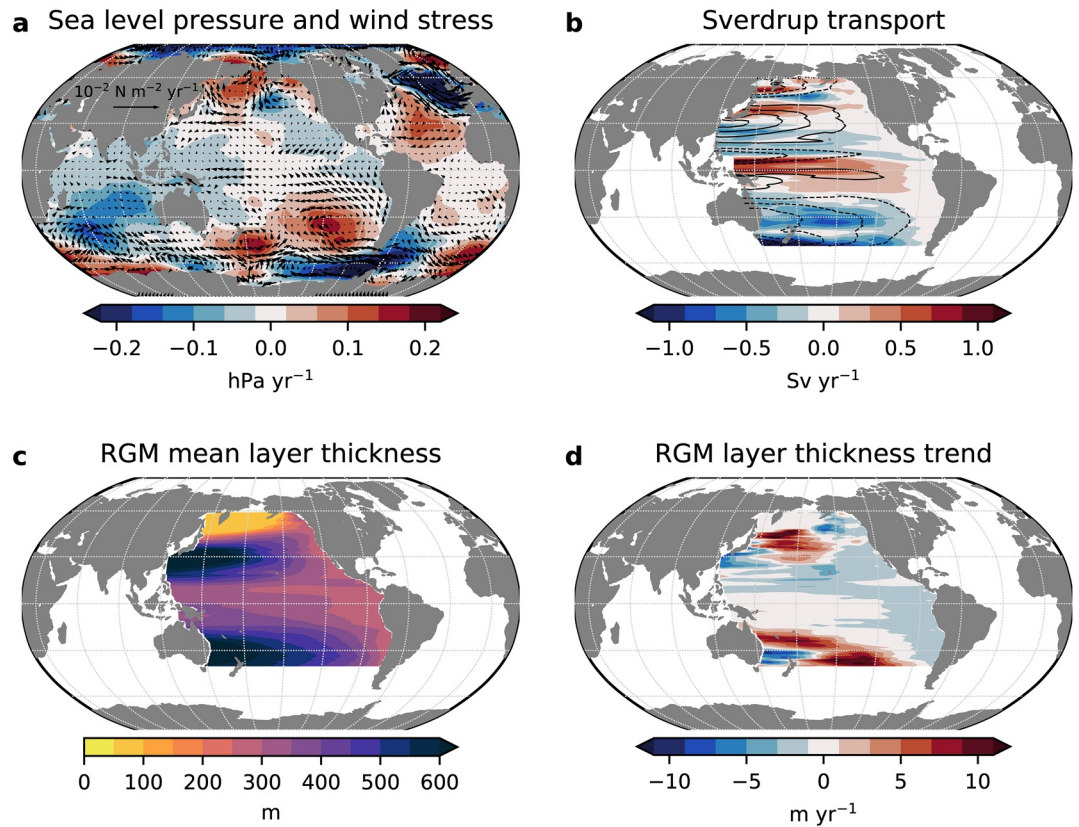 a Sea level pressure and wind stress
10⁻² N m⁻² yr⁻¹
−0.2 −0.1 0.0 0.1 0.2
hPa yr⁻¹
b Sverdrup transport
−1.0 −0.5 0.0 0.5 1.0
Sv yr⁻¹
c RGM mean layer thickness
0 100 200 300 400 500 600
m
d RGM layer thickness trend
−10 −5 0 5 10
m yr⁻¹